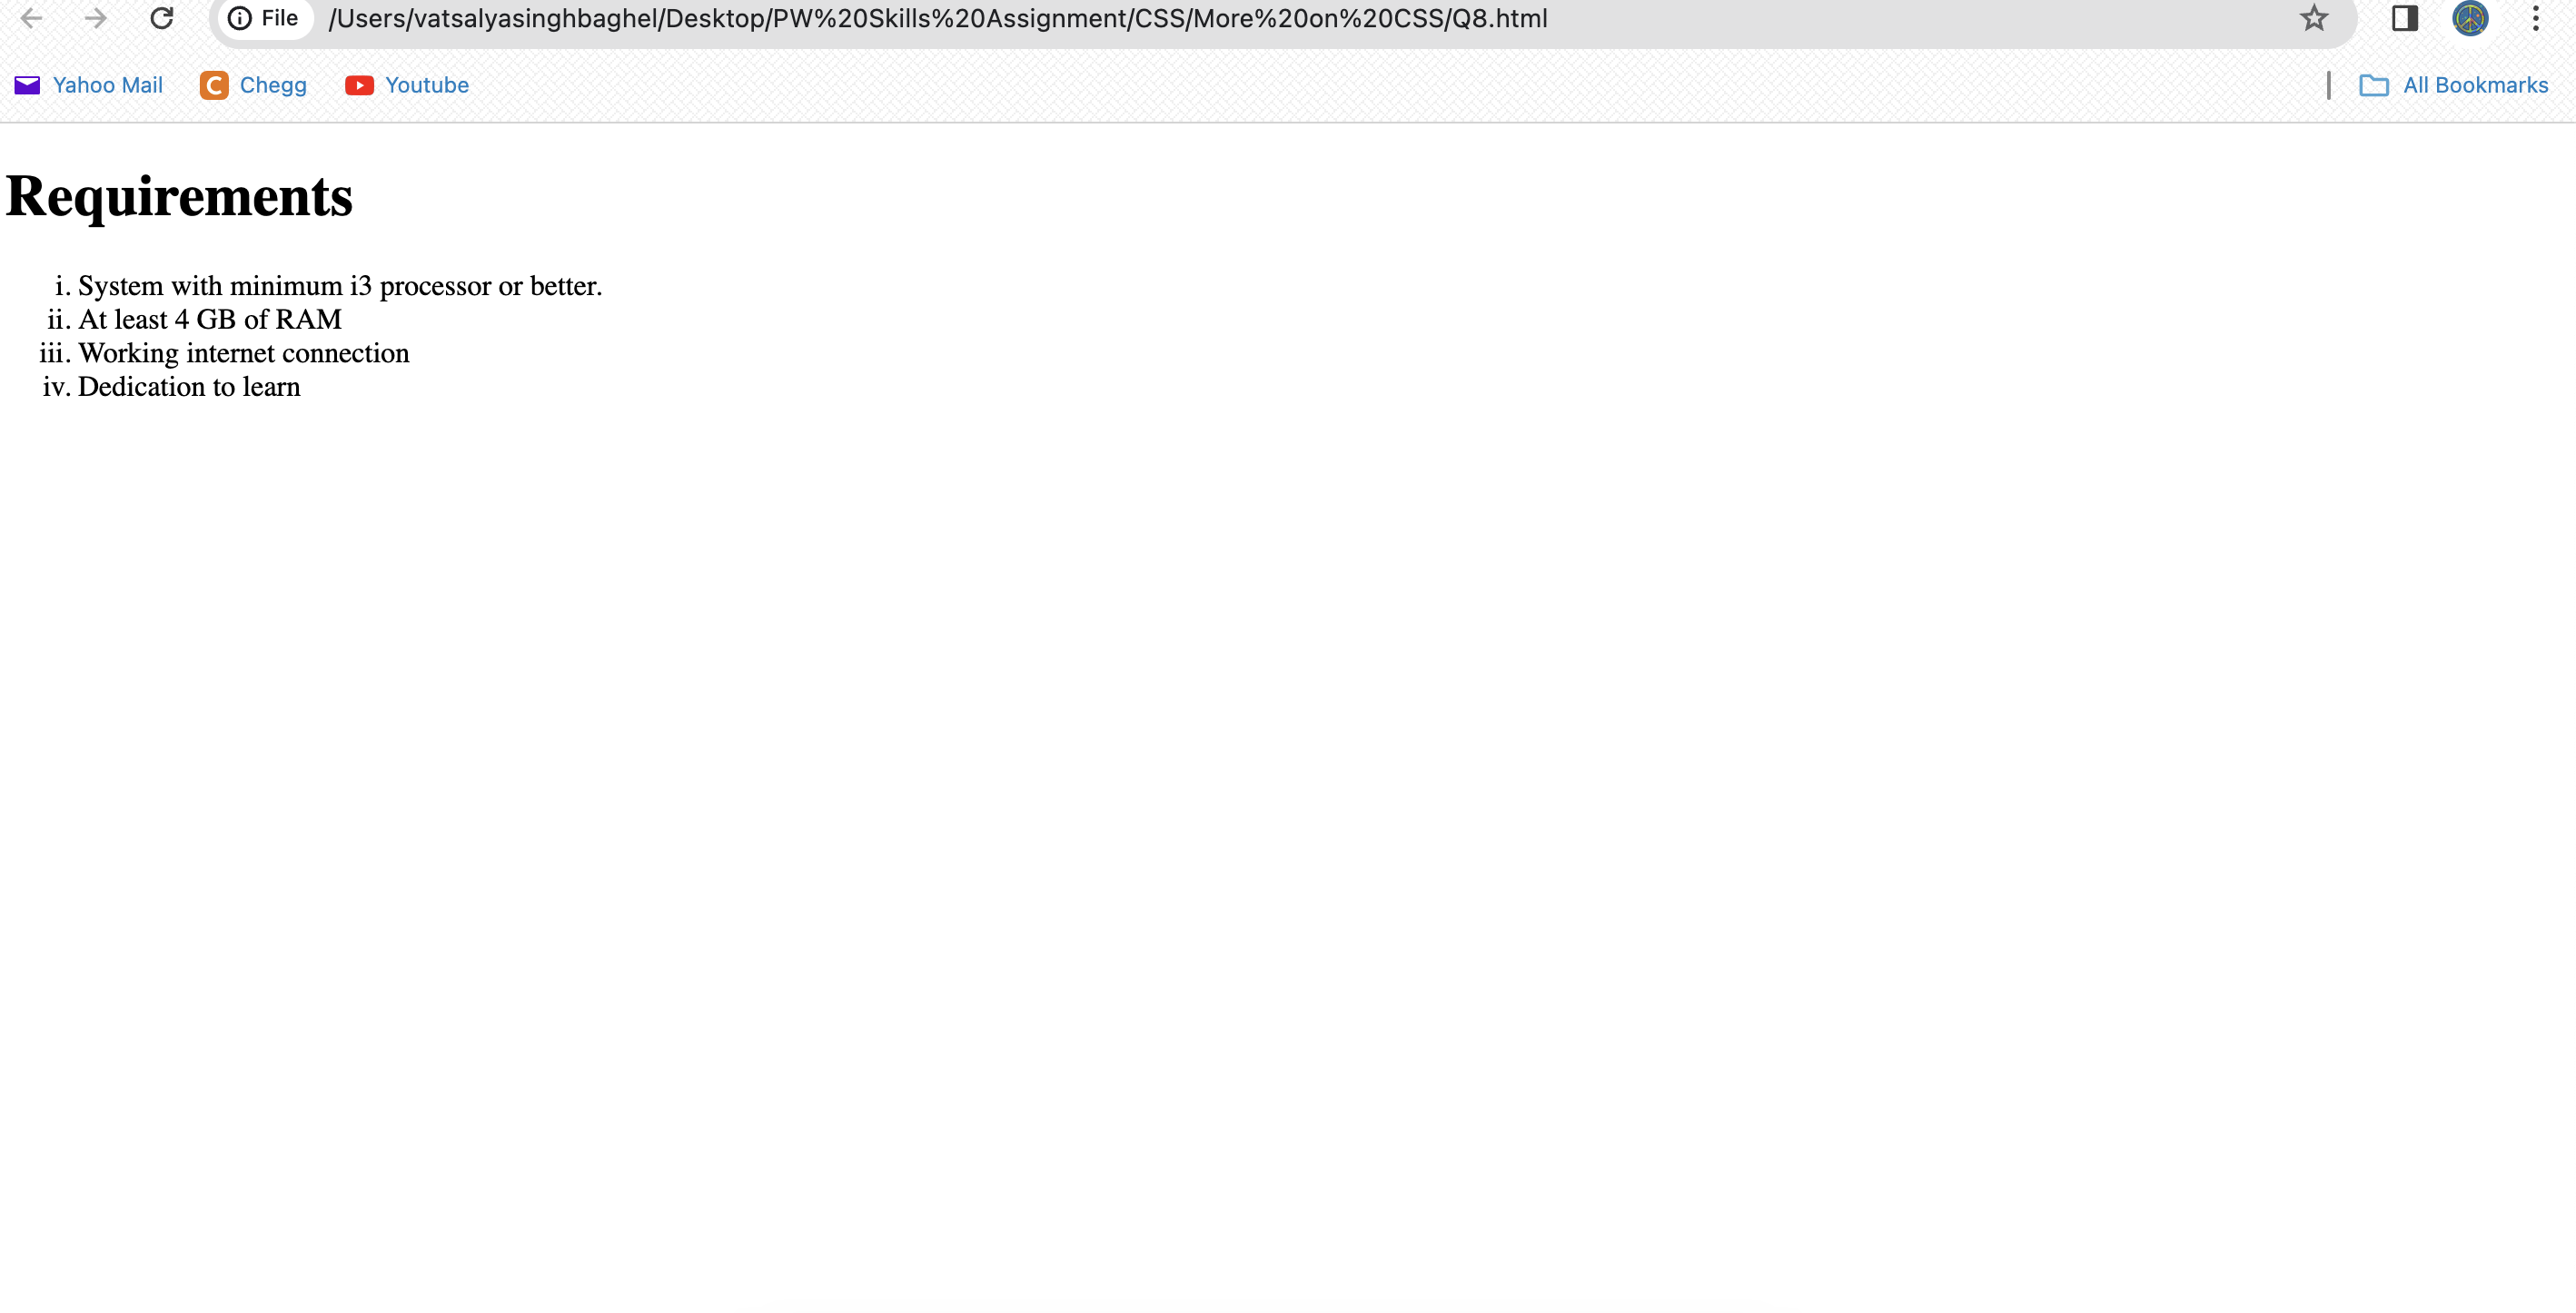 File /Users/vatsalyasinghbaghel/Desktop/PW%20Skills%20Assignment/CSS/More%20on%20CSS/Q8.html
Yahoo Mail Chegg Youtube All Bookmarks
Requirements
i. System with minimum i3 processor or better.
ii. At least 4 GB of RAM
iii. Working internet connection
iv. Dedication to learn